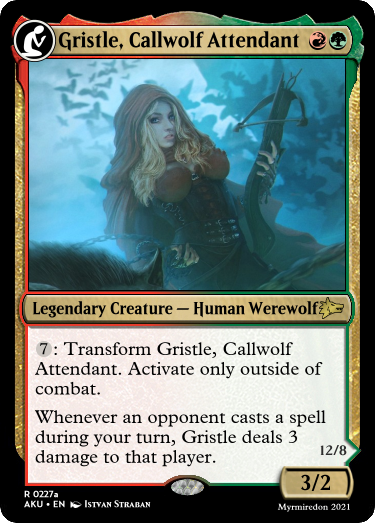 Gristle, Callwolf Attendant
Legendary Creature — Human Werewolf
7: Transform Gristle, Callwolf
Attendant. Activate only outside of
combat.
Whenever an opponent casts a spell
during your turn, Gristle deals 3
damage to that player.
12/8
3/2
R 0227a
AKU • EN Istvan Straban
Myrmiredon 2021